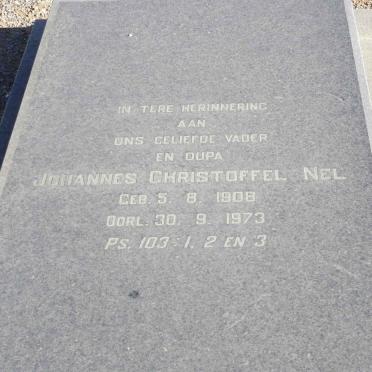 IN TERE HERINNERING
AAN
ONS GELIEFDE VADER
EN OUPA
JOHANNES CHRISTOFFEL NEL
GEB. 5. 8. 1908
OORL. 30. 9. 1973
PS. 103 : 1, 2 EN 3